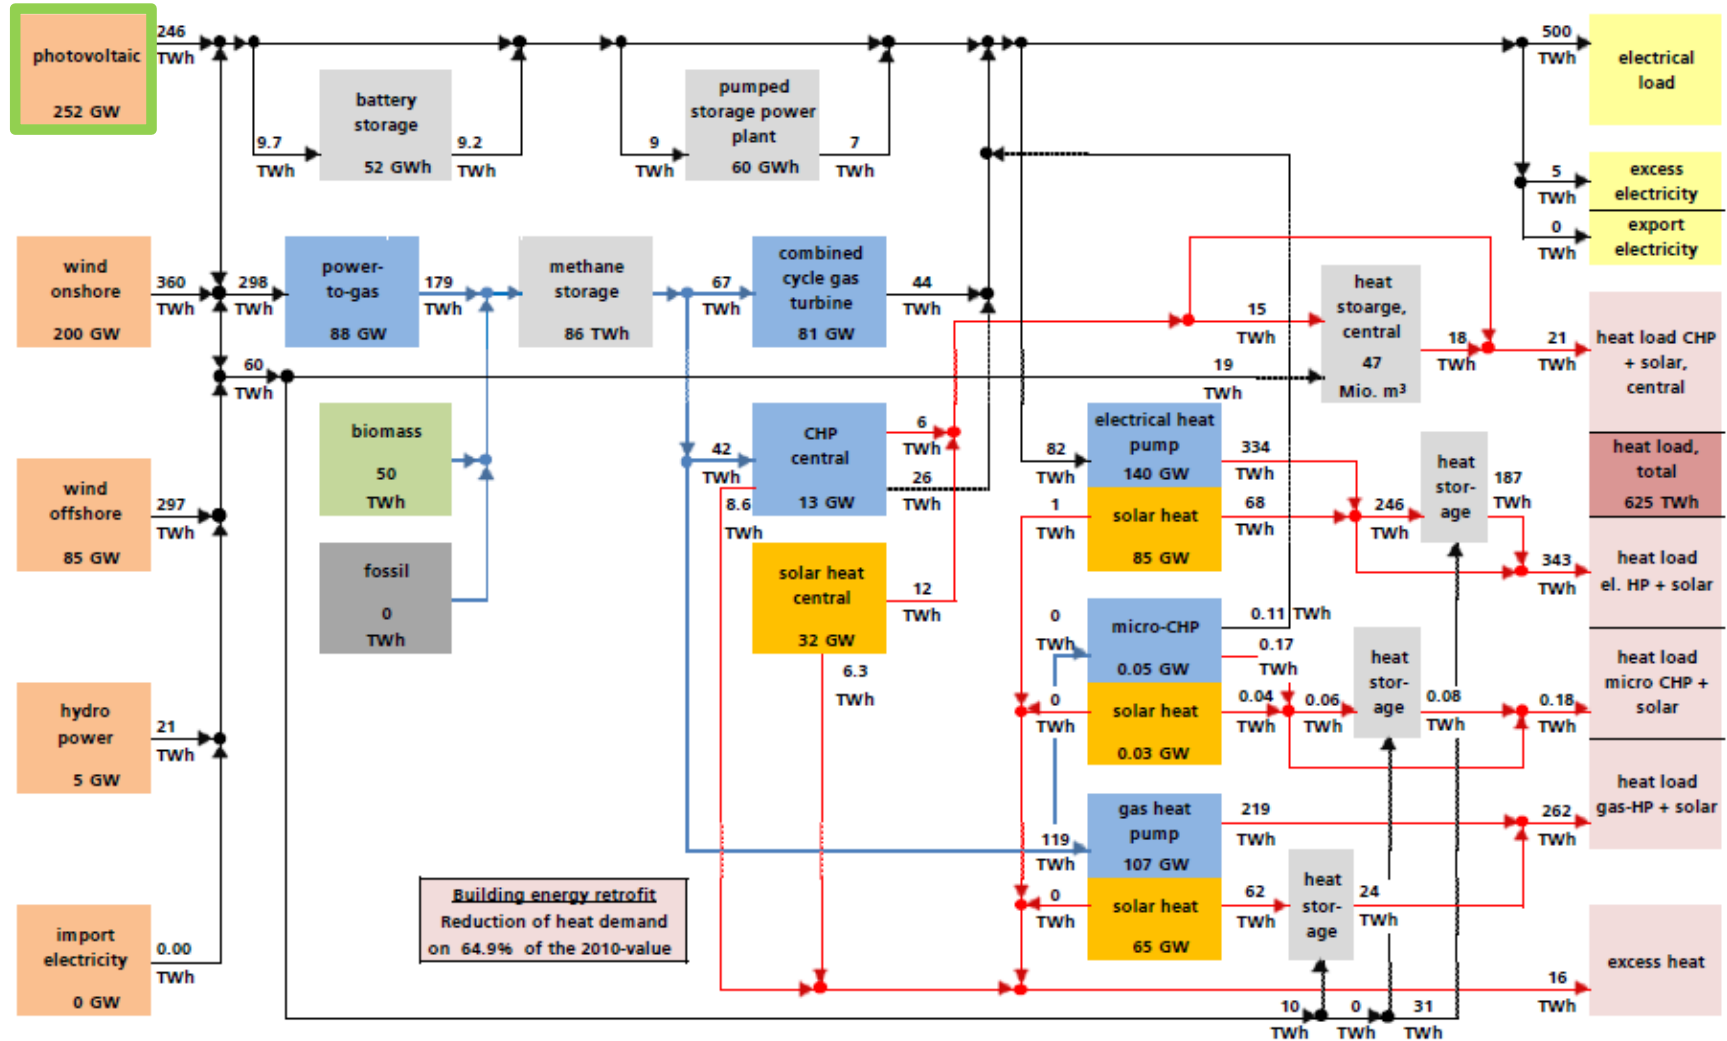 photovoltaic
252 GW
246
TWh
battery
storage
52 GWh
9.7
TWh
9.2
TWh
pumped
storage power
plant
60 GWh
9
TWh
7
TWh
500
TWh
electrical
load
5
TWh
excess
electricity
0
TWh
export
electricity
wind
onshore
200 GW
360
TWh
298
TWh
power-
to-gas
88 GW
179
TWh
methane
storage
86 TWh
67
TWh
combined
cycle gas
turbine
81 GW
44
TWh
15
TWh
heat
stoarge,
central
47
Mio. m³
18
TWh
21
TWh
heat load CHP
+ solar,
central
60
TWh
19
TWh
biomass
50
TWh
42
TWh
CHP
central
13 GW
6
TWh
26
TWh
8.6
TWh
82
TWh
electrical heat
pump
140 GW
334
TWh
1
TWh
solar heat
85 GW
68
TWh
246
TWh
heat
stor-
age
187
TWh
heat load,
total
625 TWh
343
TWh
heat load
el. HP + solar
wind
offshore
85 GW
297
TWh
fossil
0
TWh
solar heat
central
32 GW
12
TWh
6.3
TWh
0
TWh
micro-CHP
0.05 GW
0.11 TWh
0.17
TWh
0
TWh
solar heat
0.03 GW
0.04
TWh
0.06
TWh
heat
stor-
age
0.08
TWh
0.18
TWh
heat load
micro CHP +
solar
hydro
power
5 GW
21
TWh
119
TWh
gas heat
pump
107 GW
219
TWh
262
TWh
heat load
gas-HP + solar
0
TWh
solar heat
65 GW
62
TWh
heat
stor-
age
24
TWh
import
electricity
0 GW
0.00
TWh
Building energy retrofit
Reduction of heat demand
on 64.9% of the 2010-value
16
TWh
excess heat
10
TWh
0
TWh
31
TWh